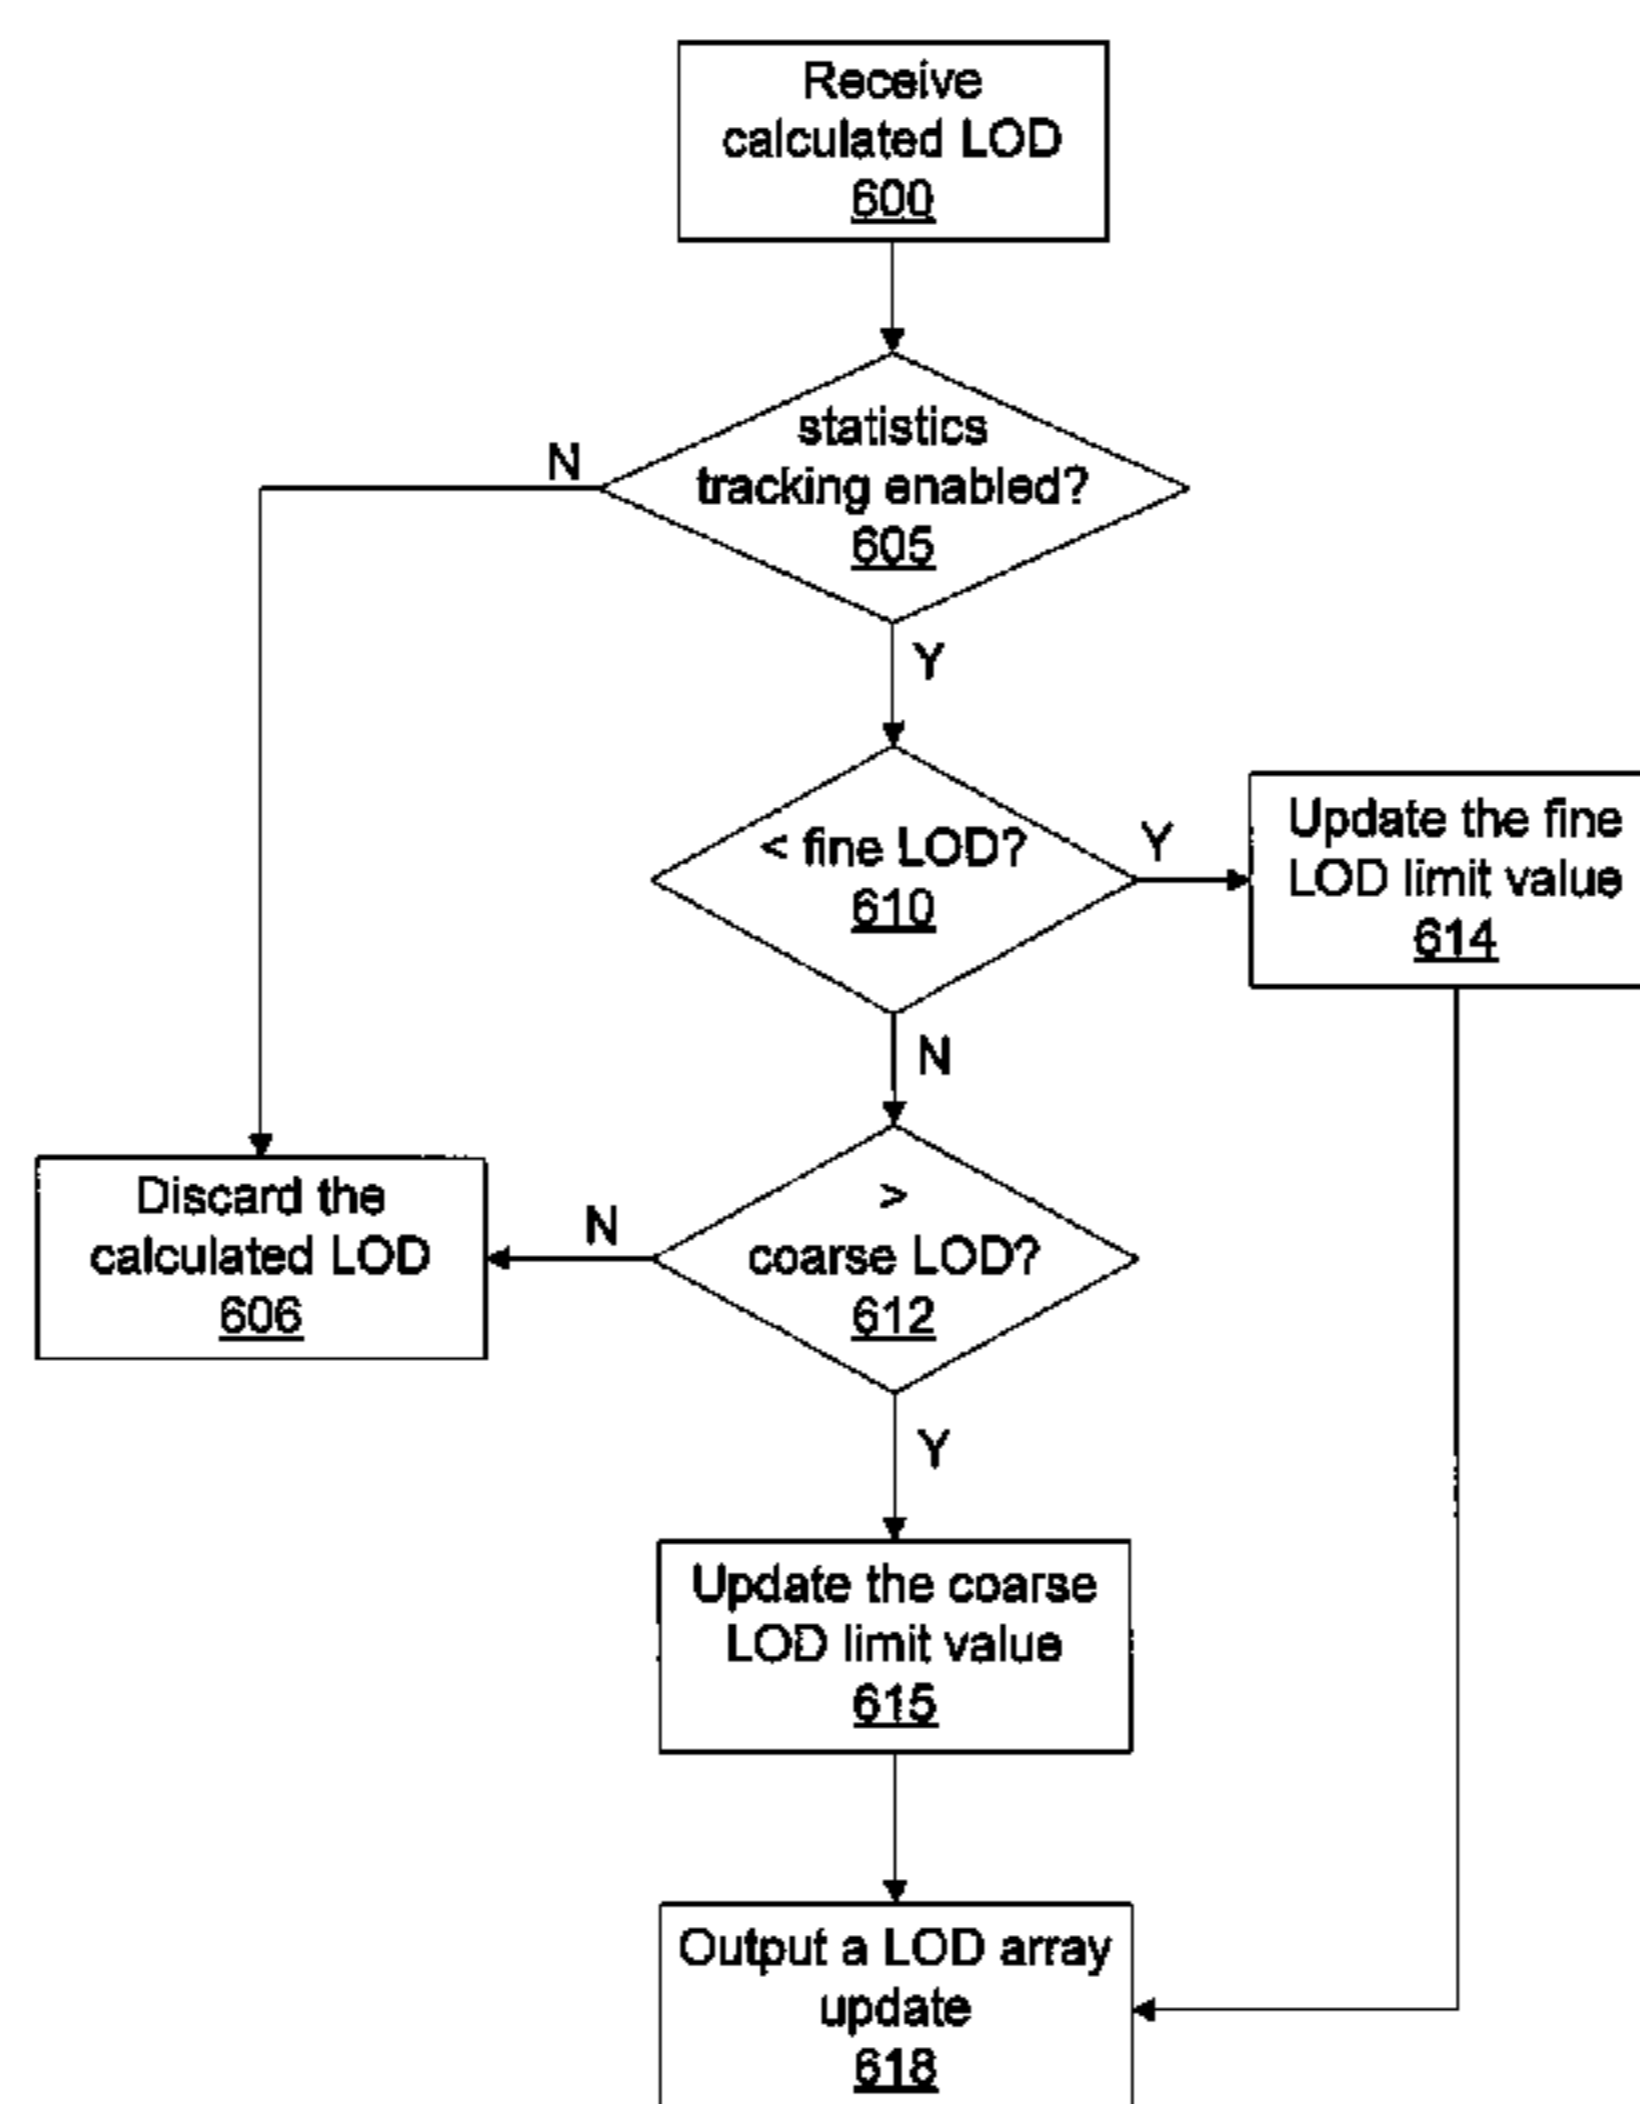 Receive
calculated LOD
600
statistics
tracking enabled?
605
N
Y
< fine LOD?
610
Y
Update the fine
LOD limit value
614
N
>
coarse LOD?
612
N
Discard the
calculated LOD
606
Y
Update the coarse
LOD limit value
615
Output a LOD array
update
618